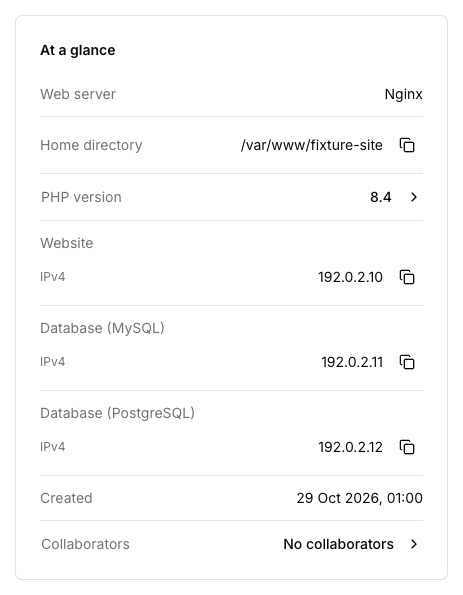 At a glance
Web server Nginx
Home directory /var/www/fixture-site
PHP version 8.4
Website
IPv4 192.0.2.10
Database (MySQL)
IPv4 192.0.2.11
Database (PostgreSQL)
IPv4 192.0.2.12
Created 29 Oct 2026, 01:00
Collaborators No collaborators